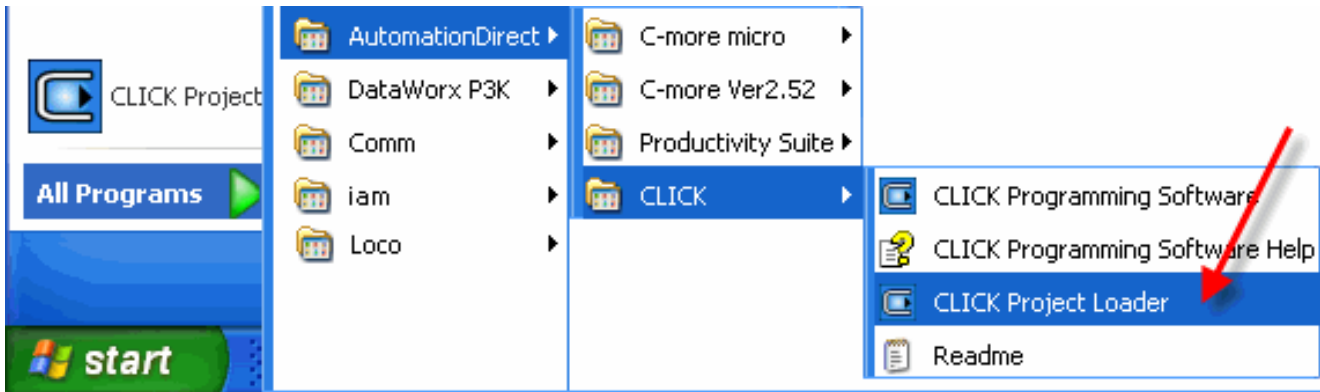 CLICK Project
All Programs
start
AutomationDirect
DataWorx P3K
Comm
iam
Loco
C-more micro
C-more Ver2.52
Productivity Suite
CLICK
CLICK Programming Software
CLICK Programming Software Help
CLICK Project Loader
Readme